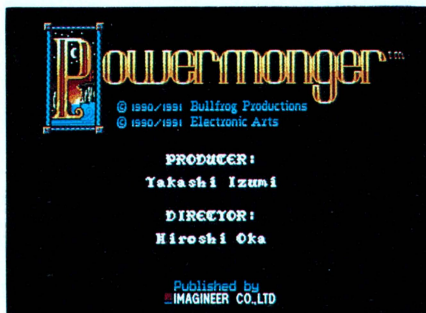 Powermonger™
© 1990/1991 Bullfrog Productions
© 1990/1991 Electronic Arts
PRODUCER:
Takashi Izumi
DIRECTOR:
Hiroshi Oka
Published by
IMAGINEER CO.,LTD